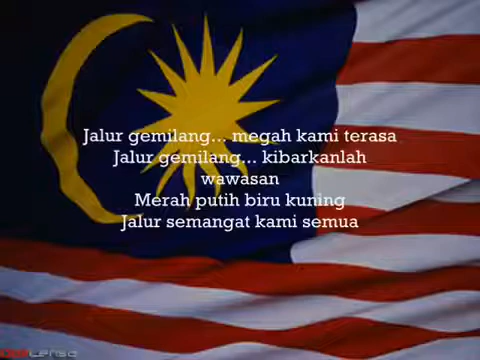 Jalur gemilang... megah kami terasa
Jalur gemilang... kibarkanlah
wawasan
Merah putih biru kuning
Jalur semangat kami semua